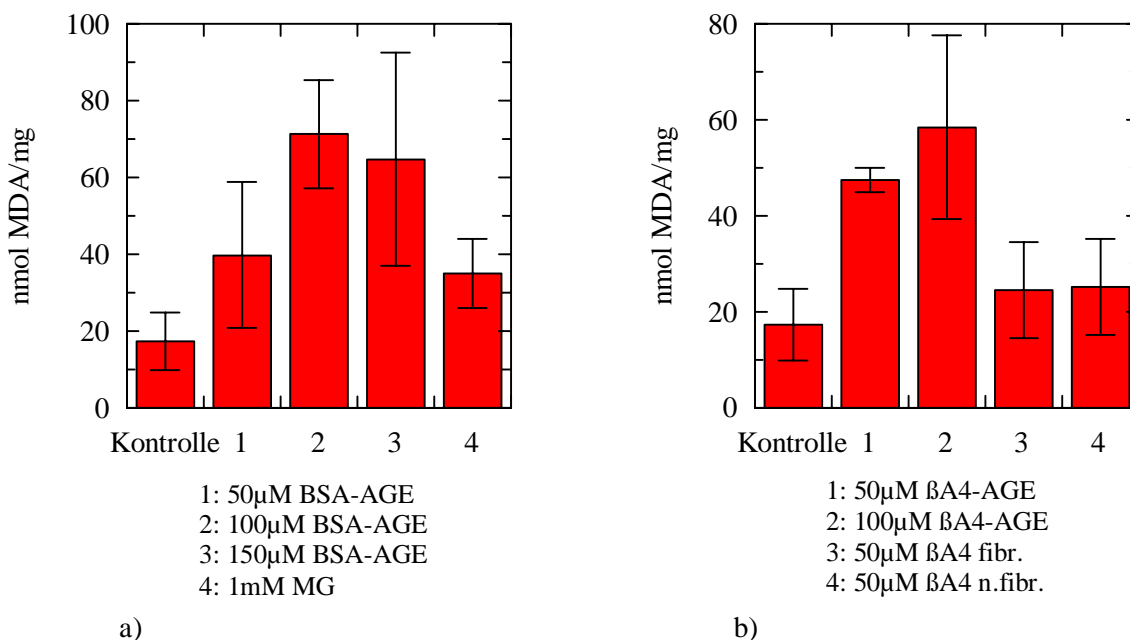 nmol MDA/mg
100
80
60
40
20
0
Kontrolle 1 2 3 4
1: 50µM BSA-AGE
2: 100µM BSA-AGE
3: 150µM BSA-AGE
4: 1mM MG
a)
nmol MDA/mg
80
60
40
20
0
Kontrolle 1 2 3 4
1: 50µM ßA4-AGE
2: 100µM ßA4-AGE
3: 50µM ßA4 fibr.
4: 50µM ßA4 n.fibr.
b)